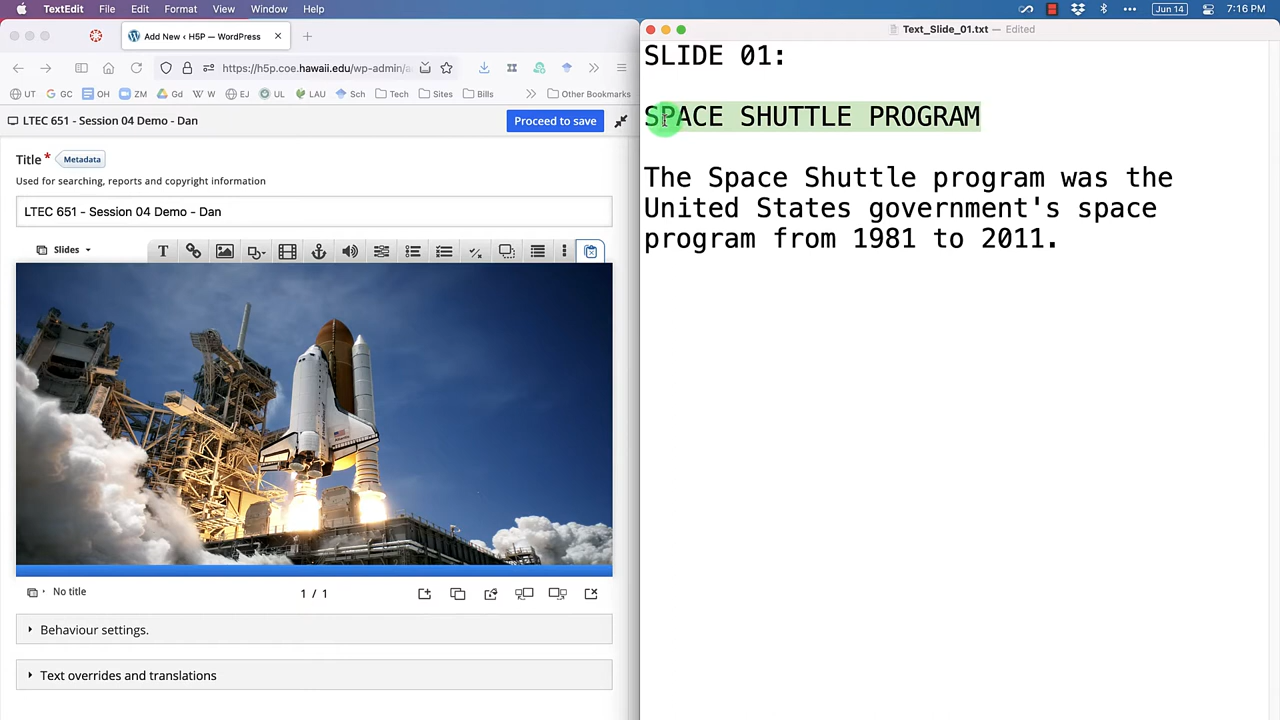 TextEdit File Edit Format View Window Help
Jun 14 7:16 PM
Add New ‹ H5P — WordPress
https://h5p.cne.hawaii.edu/wp-admin/
UT GC OH ZM Gd W EJ UL LAU Sch Tech Sites Bills Other Bookmarks
LTEC 651 - Session 04 Demo - Dan
Proceed to save
Title * Metadata
Used for searching, reports and copyright information
LTEC 651 - Session 04 Demo - Dan
Slides
T
No title
1 / 1
Behaviour settings.
Text overrides and translations
Text_Slide_01.txt — Edited
SLIDE 01:
SPACE SHUTTLE PROGRAM
The Space Shuttle program was the
United States government's space
program from 1981 to 2011.